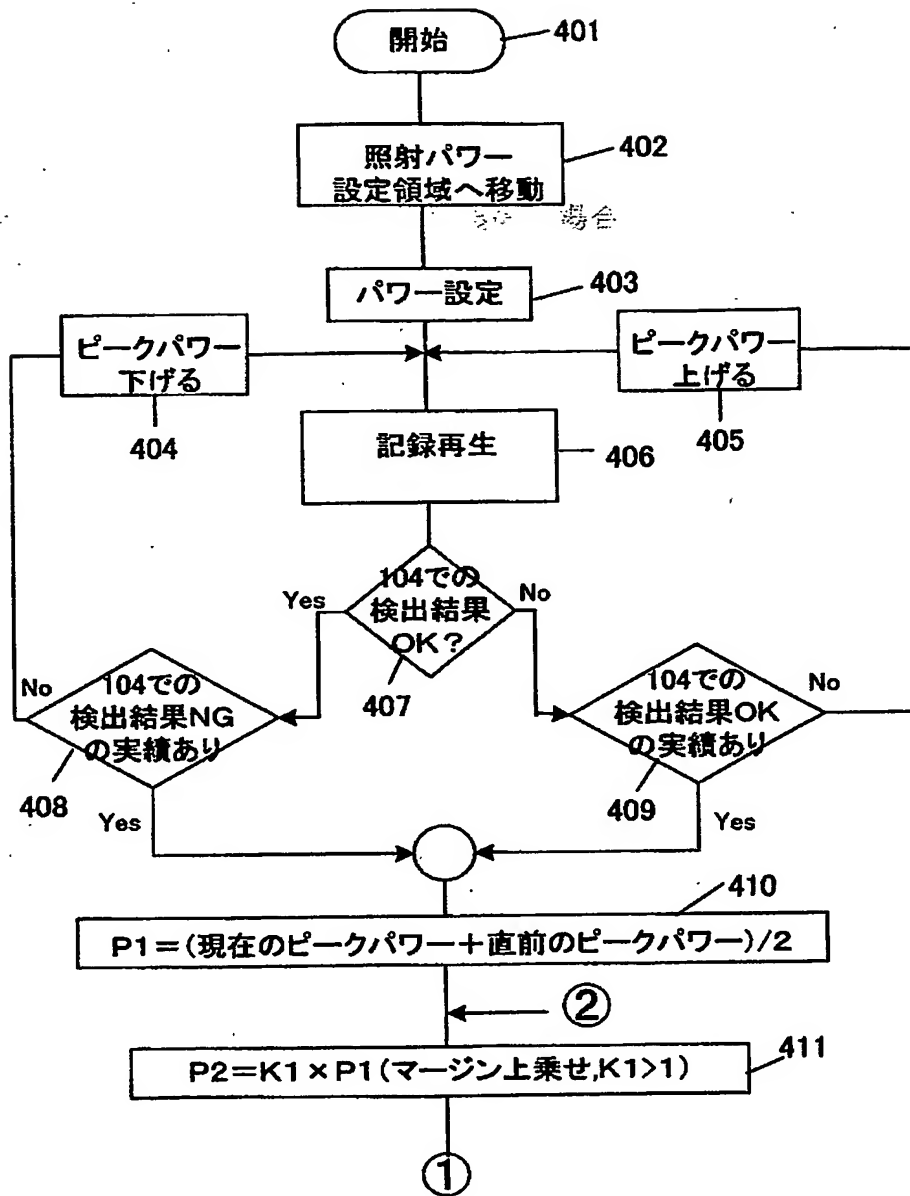 開始
401
照射パワー
設定領域へ移動
402
場合
パワー設定
403
ピークパワー
下げる
404
ピークパワー
上げる
405
記録再生
406
104での
検出結果
OK?
407
Yes
No
104での
検出結果NG
の実績あり
408
No
Yes
104での
検出結果OK
の実績あり
409
No
Yes
410
P1=(現在のピークパワー+直前のピークパワー)/2
②
P2=K1×P1(マージン上乗せ,K1>1)
411
①